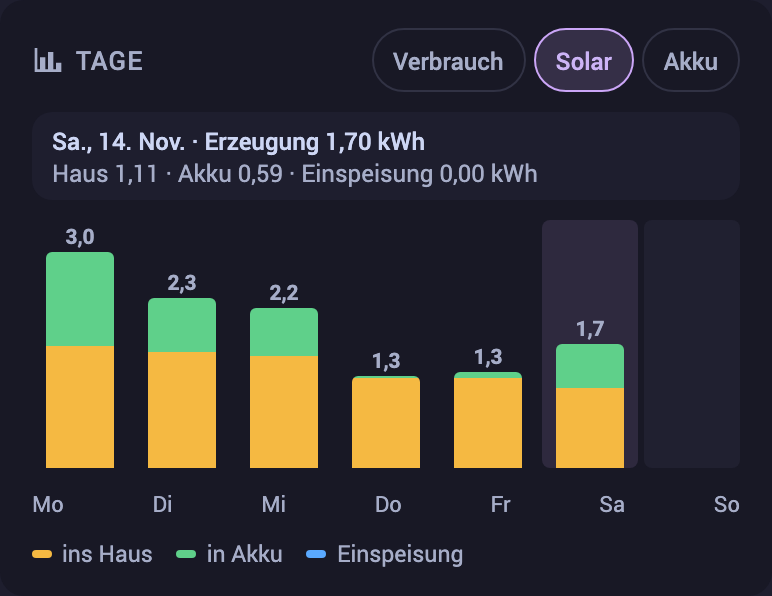 TAGE
Verbrauch
Solar
Akku
Sa., 14. Nov. · Erzeugung 1,70 kWh
Haus 1,11 · Akku 0,59 · Einspeisung 0,00 kWh
3,0
2,3
2,2
1,3
1,3
1,7
Mo Di Mi Do Fr Sa So
ins Haus in Akku Einspeisung